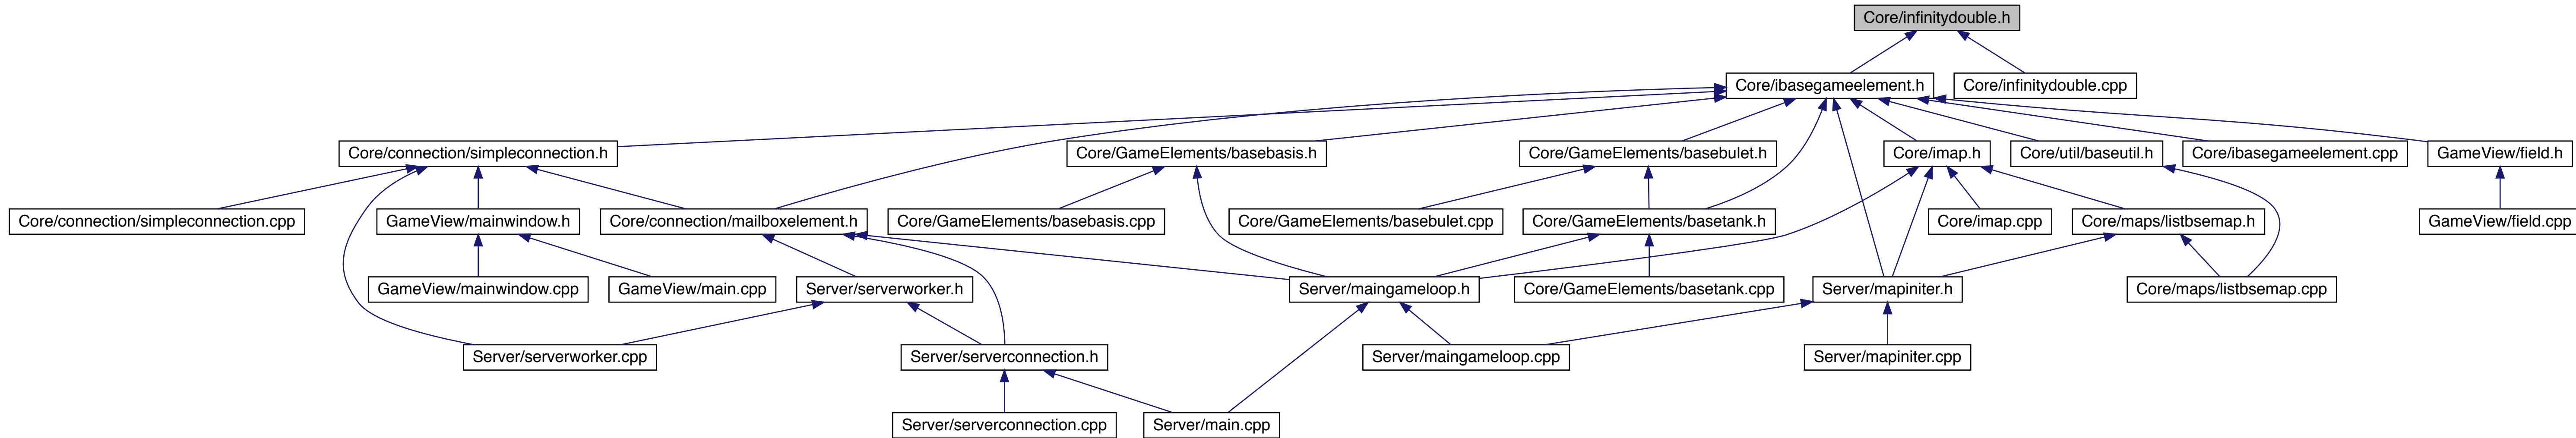 Core/infinitydouble.h
Core/ibasegameelement.h
Core/infinitydouble.cpp
Core/connection/simpleconnection.h
Core/GameElements/basebasis.h
Core/GameElements/basebulet.h
Core/imap.h
Core/util/baseutil.h
Core/ibasegameelement.cpp
GameView/field.h
Core/connection/simpleconnection.cpp
GameView/mainwindow.h
Core/connection/mailboxelement.h
Core/GameElements/basebasis.cpp
Core/GameElements/basebulet.cpp
Core/GameElements/basetank.h
Core/imap.cpp
Core/maps/listbsemap.h
GameView/field.cpp
GameView/mainwindow.cpp
GameView/main.cpp
Server/serverworker.h
Server/maingameloop.h
Core/GameElements/basetank.cpp
Server/mapiniter.h
Core/maps/listbsemap.cpp
Server/serverworker.cpp
Server/serverconnection.h
Server/maingameloop.cpp
Server/mapiniter.cpp
Server/serverconnection.cpp
Server/main.cpp